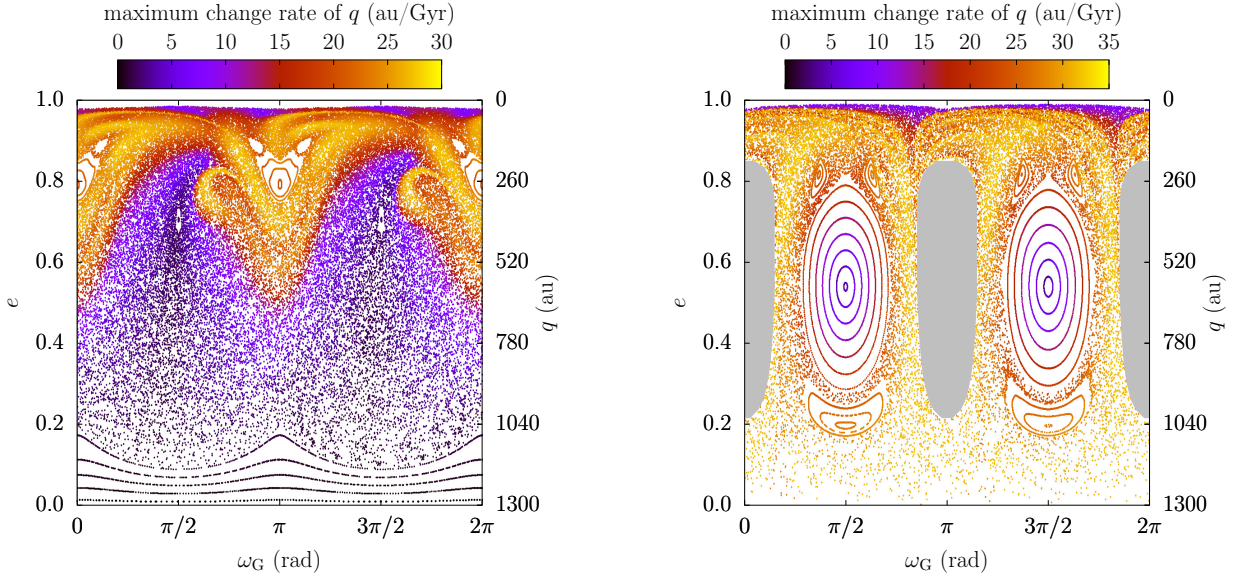 maximum change rate of q (au/Gyr)
0 5 10 15 20 25 30
1.0 0
0.8 260
0.6 520
e q (au)
0.4 780
0.2 1040
0.0 1300
0 π/2 π 3π/2 2π
ω_G (rad)
maximum change rate of q (au/Gyr)
0 5 10 15 20 25 30 35
1.0 0
0.8 260
0.6 520
e q (au)
0.4 780
0.2 1040
0.0 1300
0 π/2 π 3π/2 2π
ω_G (rad)